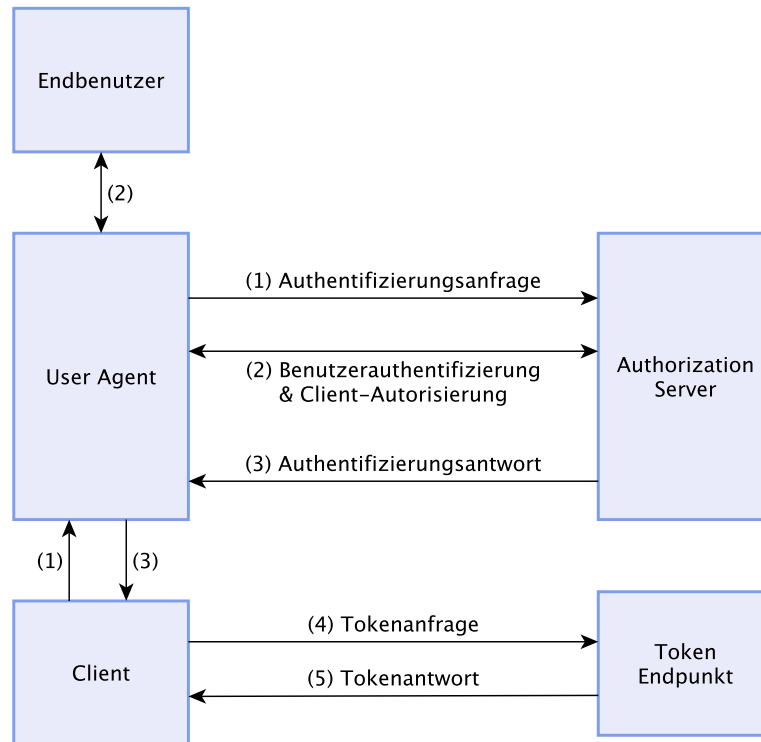 Endbenutzer
(2)
(1) Authentifizierungsanfrage
User Agent
(2) Benutzerauthentifizierung
& Client-Autorisierung
Authorization
Server
(3) Authentifizierungsantwort
(1)
(3)
(4) Tokenanfrage
Client
(5) Tokenantwort
Token
Endpunkt